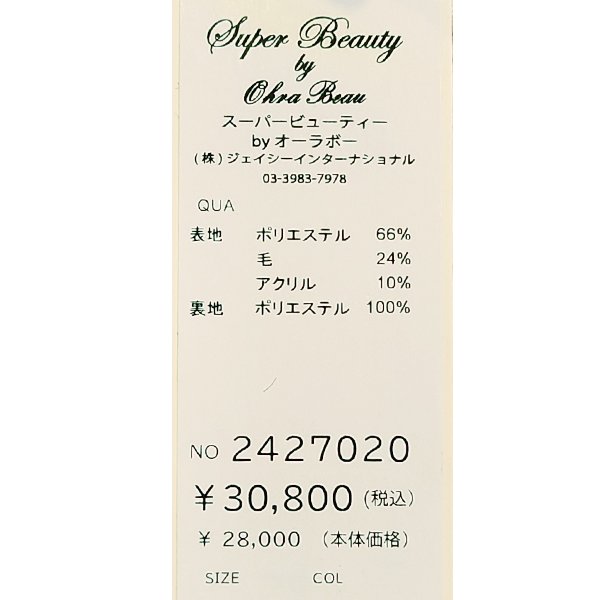 Super Beauty
by
Ohra Beau
スーパービューティー
by オーラボー
(株)ジェイシーインターナショナル
03-3983-7978
QUA
表地 ポリエステル 66%
毛 24%
アクリル 10%
裏地 ポリエステル 100%
NO 2427020
¥30,800 (税込)
¥ 28,000 (本体価格)
SIZE COL